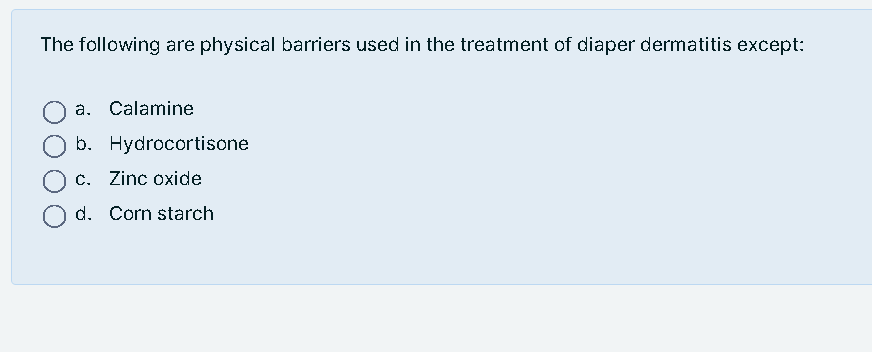 The following are physical barriers used in the treatment of diaper dermatitis except:
a. Calamine
b. Hydrocortisone
c. Zinc oxide
d. Corn starch